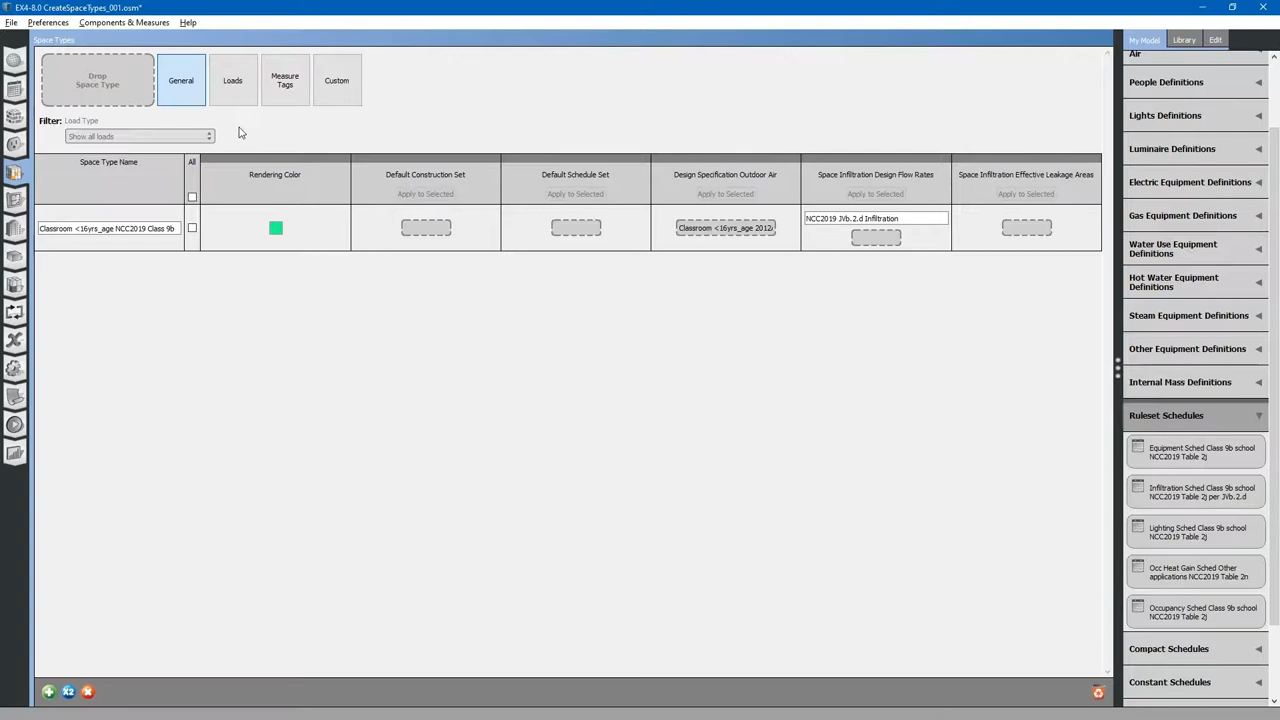 EX4-8.0 CreateSpaceTypes_001.osm*
File Preferences Components & Measures Help
Space Types
My Model Library Edit
Drop
Space Type
General
Loads
Measure
Tags
Custom
Filter: Load Type
Show all loads
Space Type Name
All
Rendering Color
Default Construction Set
Apply to Selected
Default Schedule Set
Apply to Selected
Design Specification Outdoor Air
Apply to Selected
Space Infiltration Design Flow Rates
Apply to Selected
Space Infiltration Effective Leakage Areas
Apply to Selected
Classroom <16yrs_age NCC2019 Class 9b
Classroom <16yrs_age 2012
NCC2019 JVb.2.d Infiltration
Air
People Definitions
Lights Definitions
Luminaire Definitions
Electric Equipment Definitions
Gas Equipment Definitions
Water Use Equipment
Definitions
Hot Water Equipment
Definitions
Steam Equipment Definitions
Other Equipment Definitions
Internal Mass Definitions
Ruleset Schedules
Equipment Sched Class 9b school
NCC2019 Table 2j
Infiltration Sched Class 9b school
NCC2019 Table 2j per JVb.2.d
Lighting Sched Class 9b school
NCC2019 Table 2j
Occ Heat Gain Sched Other
applications NCC2019 Table 2n
Occupancy Sched Class 9b school
NCC2019 Table 2j
Compact Schedules
Constant Schedules
X2